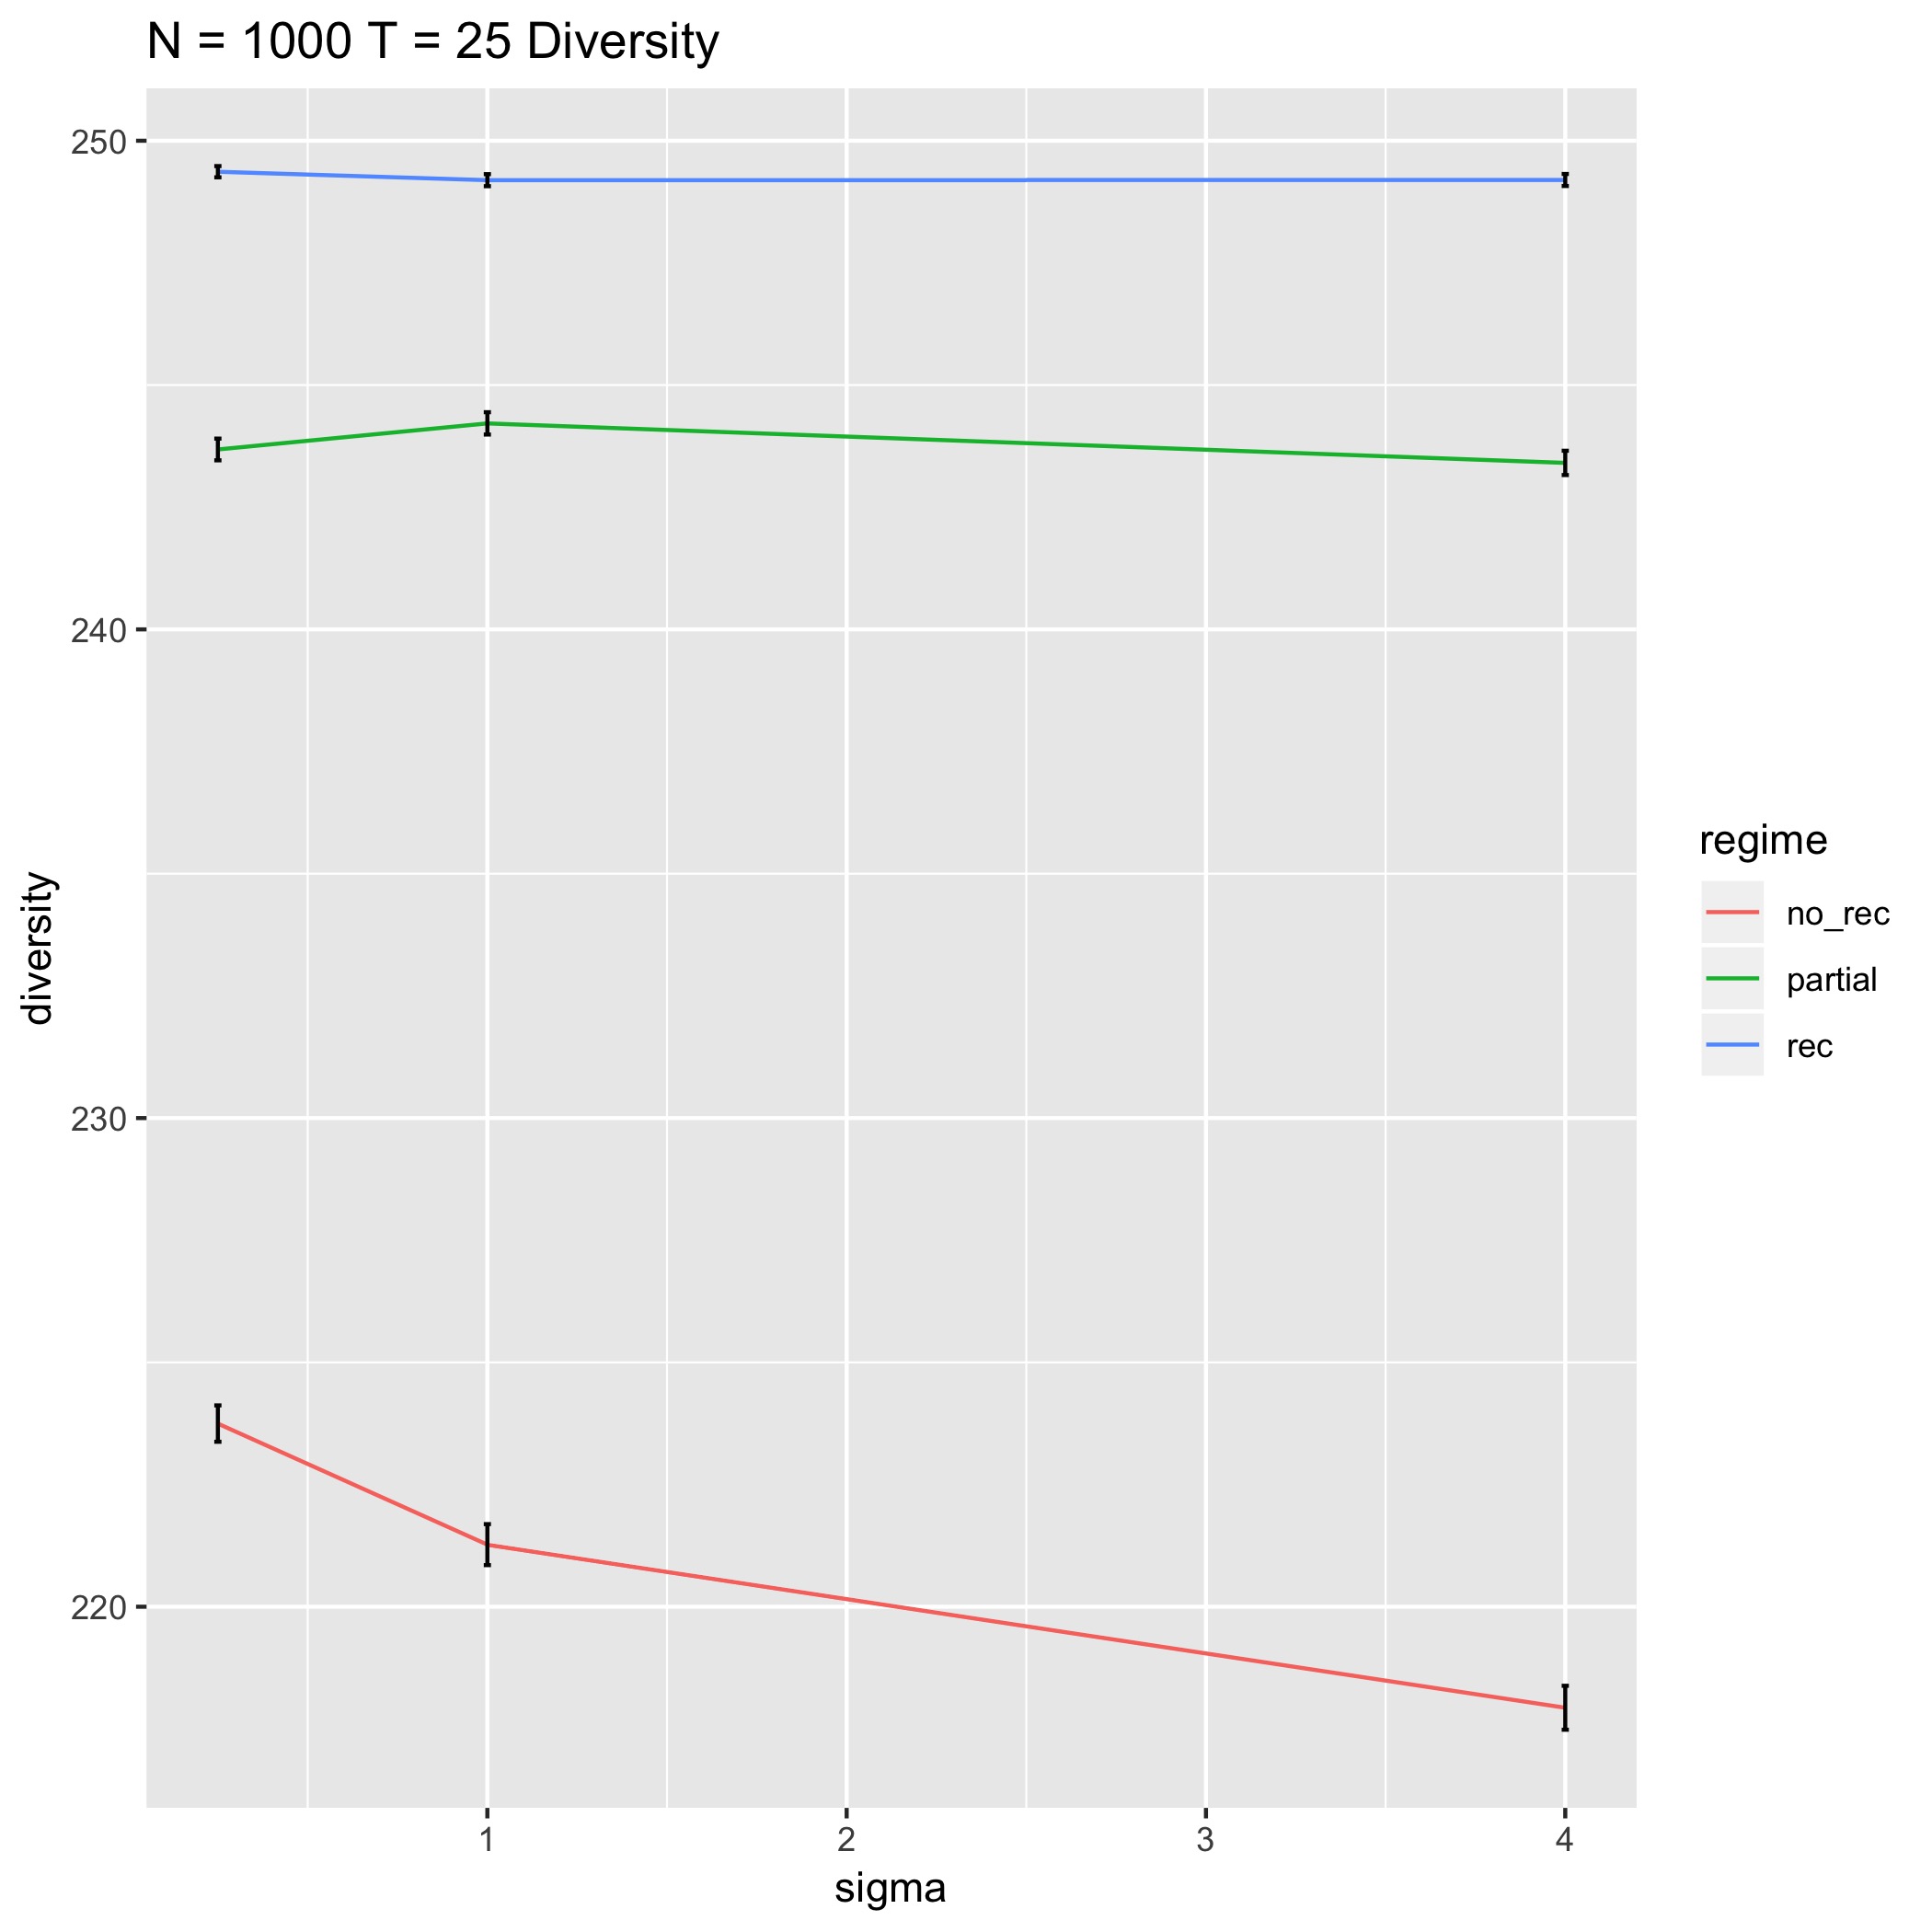 N = 1000 T = 25 Diversity
250
240
230
220
diversity
1 2 3 4
sigma
regime
no_rec
partial
rec